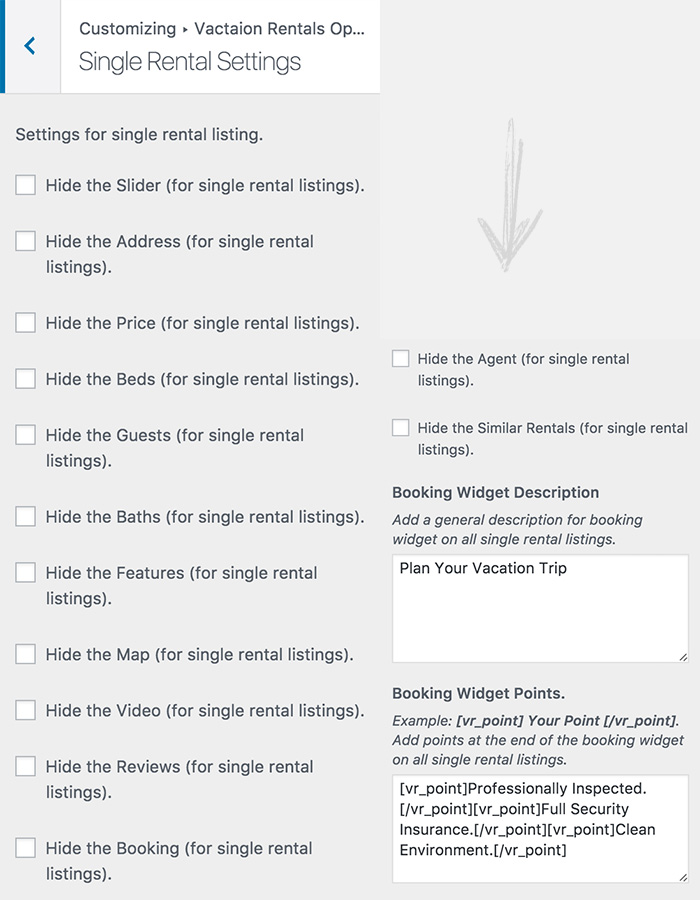 Customizing ▸ Vactaion Rentals Op...
Single Rental Settings
Settings for single rental listing.
Hide the Slider (for single rental listings).
Hide the Address (for single rental
listings).
Hide the Price (for single rental listings).
Hide the Beds (for single rental listings).
Hide the Guests (for single rental
listings).
Hide the Baths (for single rental listings).
Hide the Features (for single rental
listings).
Hide the Map (for single rental listings).
Hide the Video (for single rental listings).
Hide the Reviews (for single rental
listings).
Hide the Booking (for single rental
listings).
Hide the Agent (for single rental
listings).
Hide the Similar Rentals (for single rental
listings).
Booking Widget Description
Add a general description for booking
widget on all single rental listings.
Plan Your Vacation Trip
Booking Widget Points.
Example: [vr_point] Your Point [/vr_point].
Add points at the end of the booking widget
on all single rental listings.
[vr_point]Professionally Inspected.
[/vr_point][vr_point]Full Security
Insurance.[/vr_point][vr_point]Clean
Environment.[/vr_point]